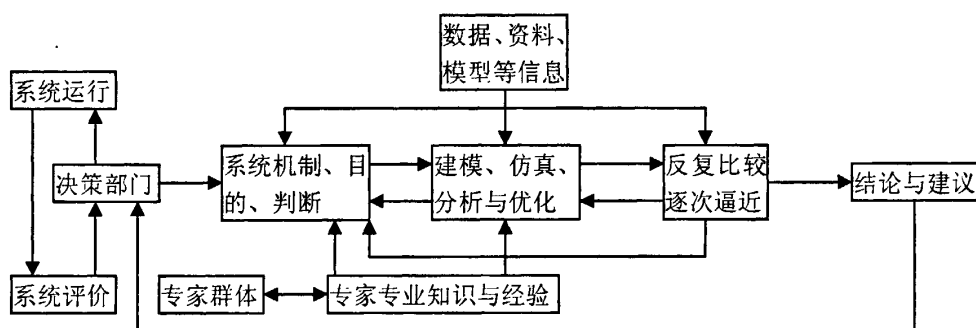 数据、资料、
模型等信息
系统运行
决策部门
系统机制、目
的、判断
建模、仿真、
分析与优化
反复比较
逐次逼近
结论与建议
系统评价
专家群体
专家专业知识与经验